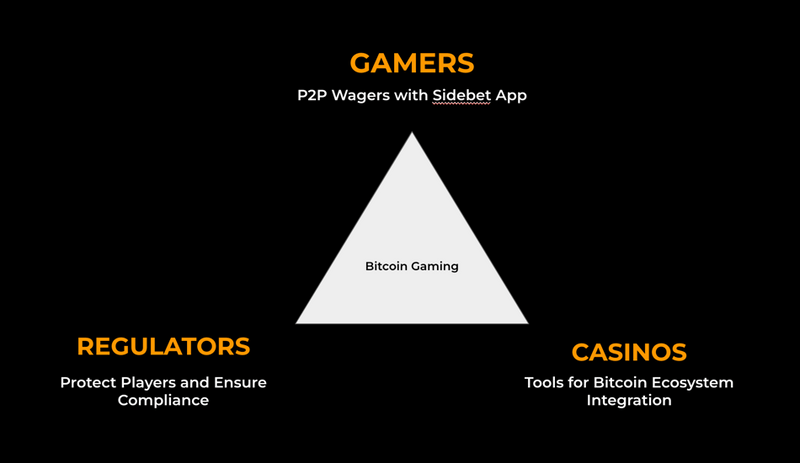 GAMERS
P2P Wagers with Sidebet App
Bitcoin Gaming
REGULATORS
Protect Players and Ensure
Compliance
CASINOS
Tools for Bitcoin Ecosystem
Integration